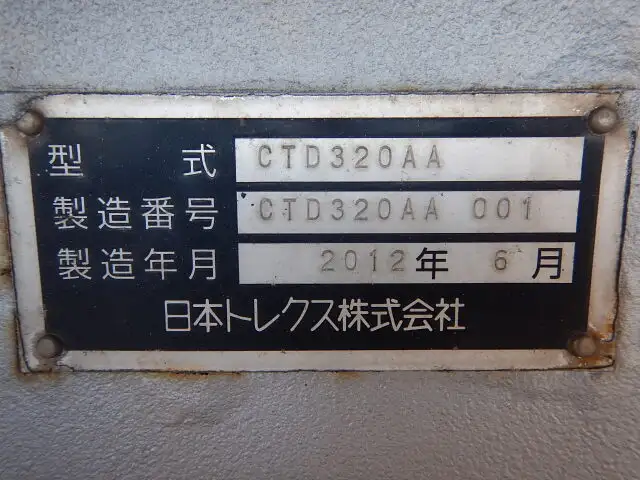 型式 CTD320AA
製造番号 CTD320AA 001
製造年月 2012年 6月
日本トレクス株式会社